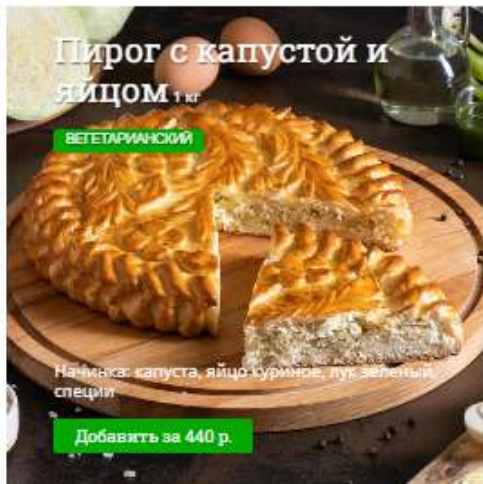 Пирог с капустой и
яйцом 1 кг
ВЕГЕТАРИАНСКИЙ
Начинка: капуста, яйцо куриное, лук зеленый,
специи
Добавить за 440 р.